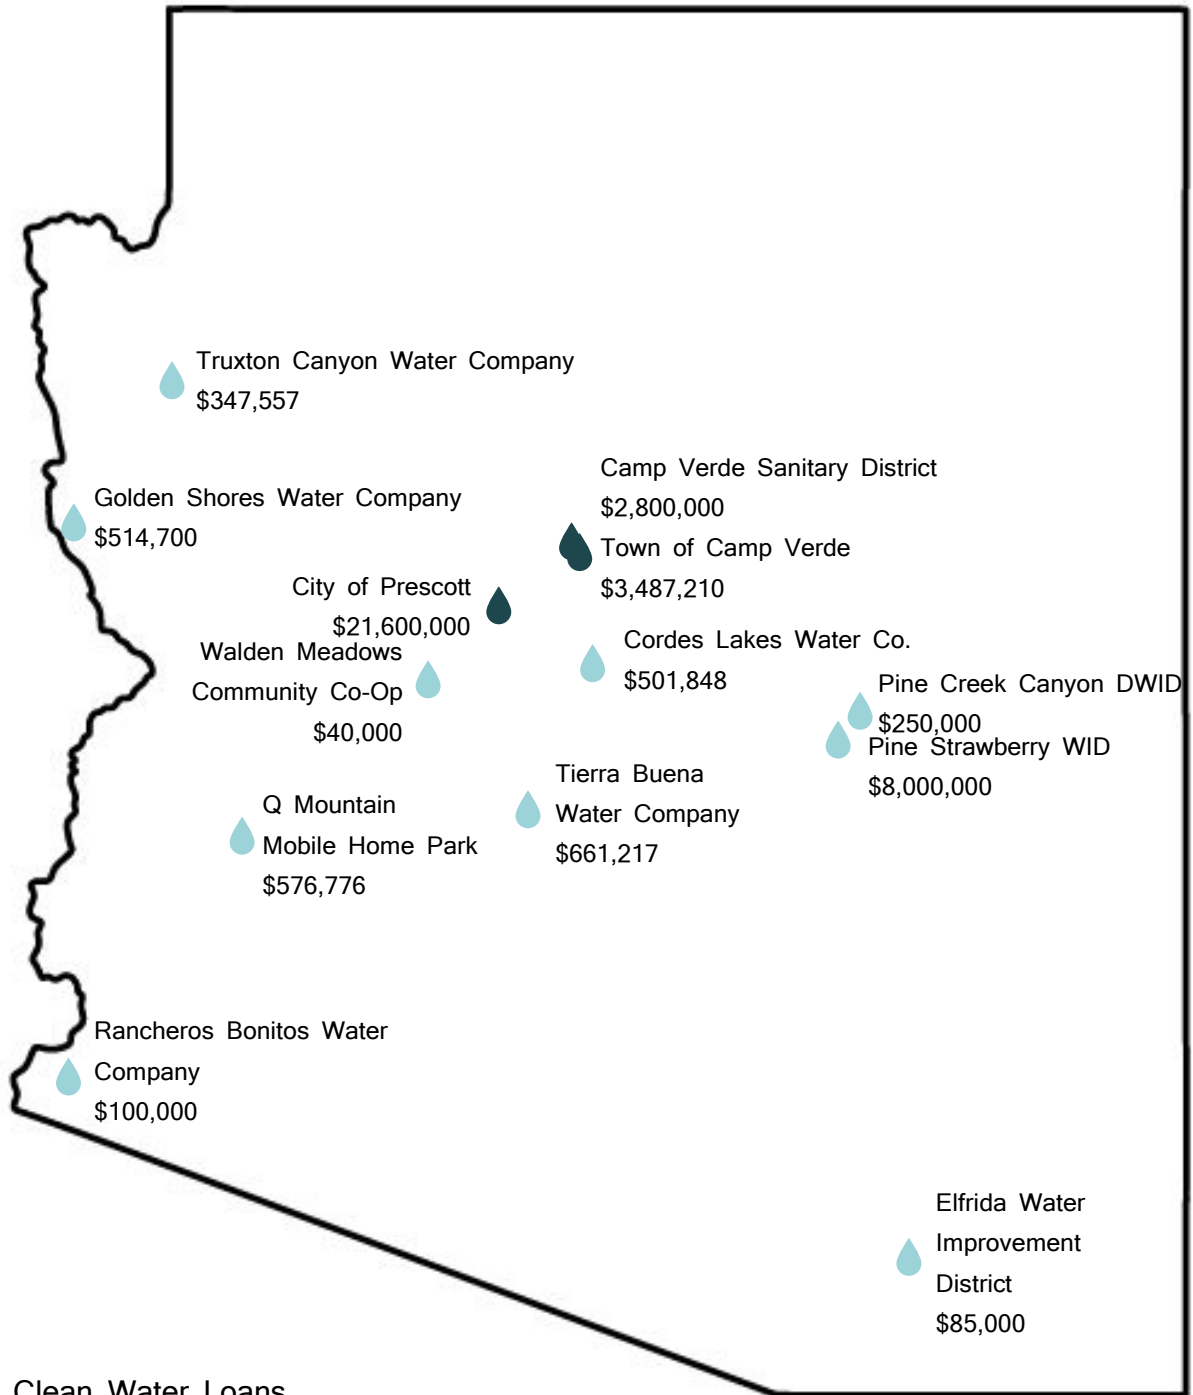 Truxton Canyon Water Company
$347,557
Camp Verde Sanitary District
$2,800,000
Golden Shores Water Company
$514,700
Town of Camp Verde
$3,487,210
City of Prescott
$21,600,000
Walden Meadows
Community Co-Op
$40,000
Cordes Lakes Water Co.
$501,848
Pine Creek Canyon DWID
$250,000
Pine Strawberry WID
$8,000,000
Tierra Buena
Water Company
$661,217
Q Mountain
Mobile Home Park
$576,776
Rancheros Bonitos Water
Company
$100,000
Elfrida Water
Improvement
District
$85,000
Clean Water Loans